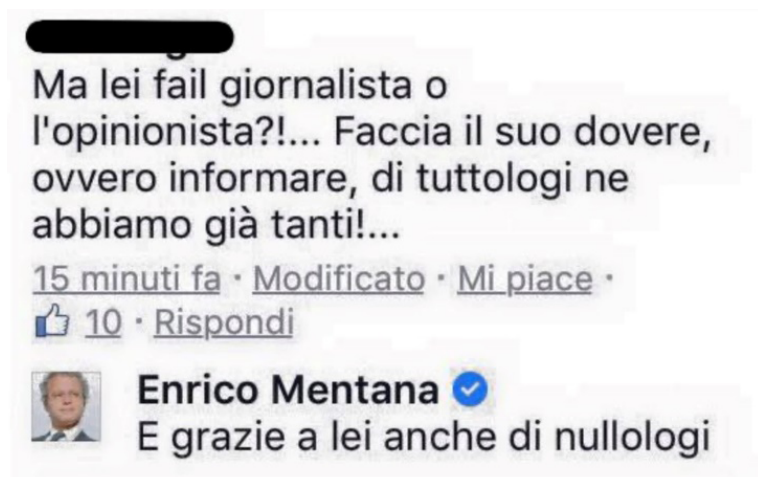 Ma lei fail giornalista o
l'opinionista?!... Faccia il suo dovere,
ovvero informare, di tuttologi ne
abbiamo già tanti!...
15 minuti fa · Modificato · Mi piace ·
10 · Rispondi
Enrico Mentana
E grazie a lei anche di nullologi